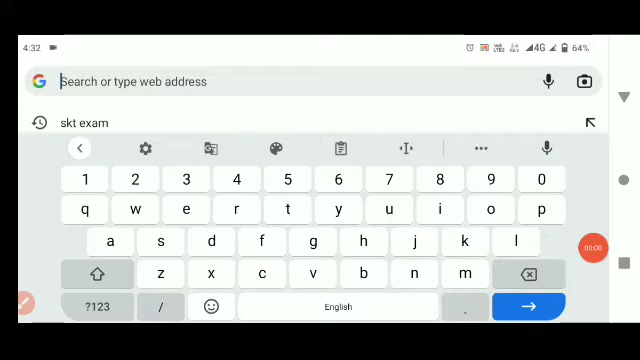 4:32 4G 64%
Search or type web address
skt exam
1 2 3 4 5 6 7 8 9 0
q w e r t y u i o p
00:00
a s d f g h j k l
z x c v b n m
?123 / English .